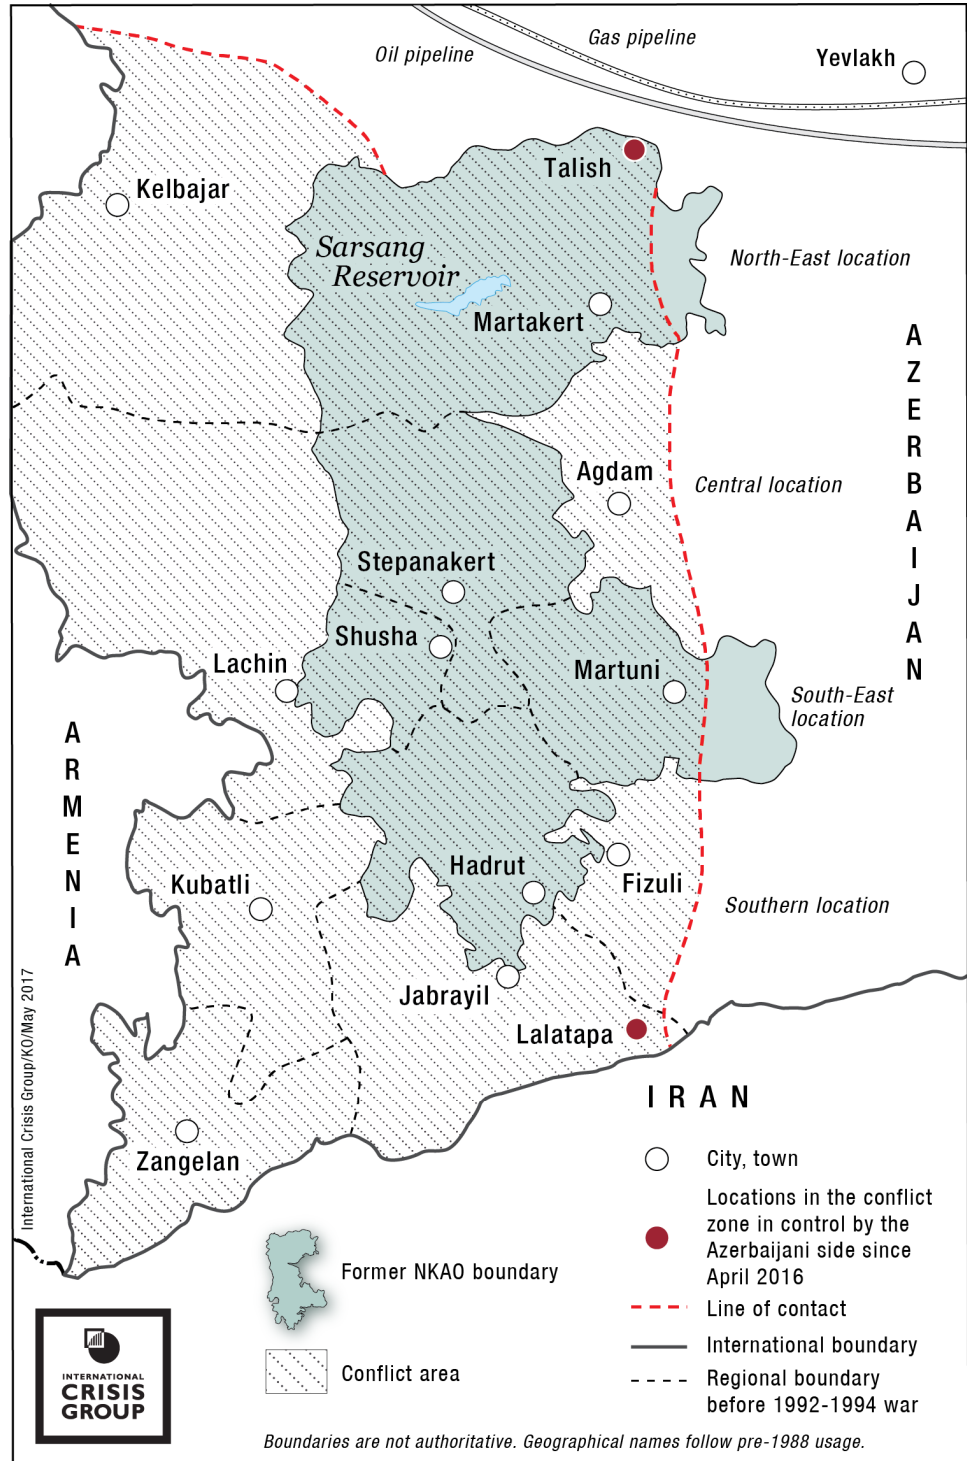 Oil pipeline
Gas pipeline
Yevlakh
Talish
Kelbajar
Sarsang
Reservoir
North-East location
Martakert
AZERBAIJAN
Agdam
Central location
Stepanakert
Shusha
Lachin
Martuni
South-East
location
ARMENIA
Hadrut
Fizuli
Kubatli
Southern location
Jabrayil
Lalatapa
IRAN
Zangelan
International Crisis Group/KO/May 2017
City, town
Locations in the conflict
zone in control by the
Azerbaijani side since
April 2016
Former NKAO boundary
Line of contact
International boundary
Conflict area
Regional boundary
before 1992-1994 war
INTERNATIONAL
CRISIS
GROUP
Boundaries are not authoritative. Geographical names follow pre-1988 usage.